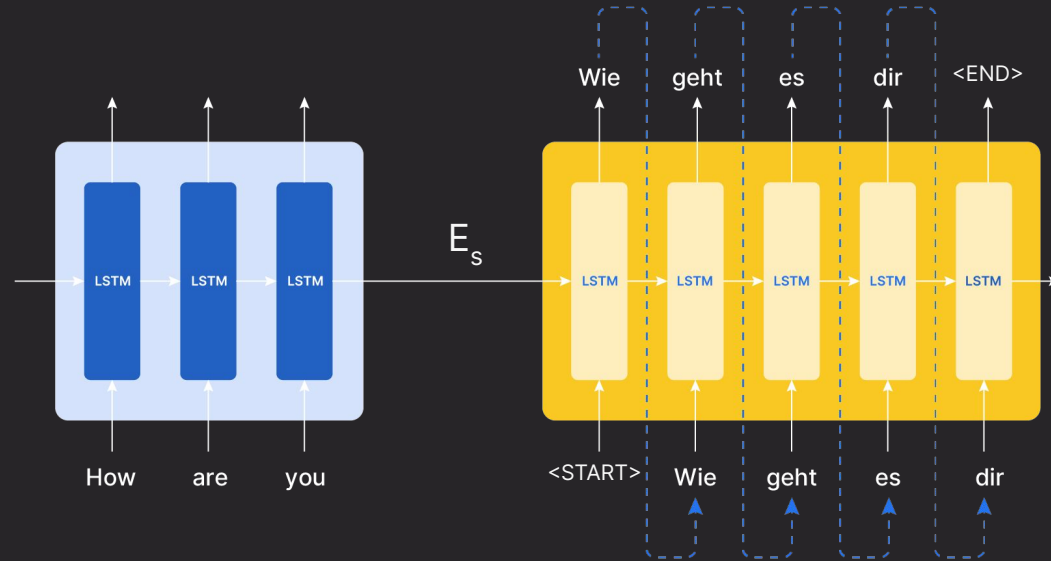 Wie geht es dir <END>
E_s
LSTM LSTM LSTM LSTM LSTM LSTM LSTM LSTM
How are you <START> Wie geht es dir